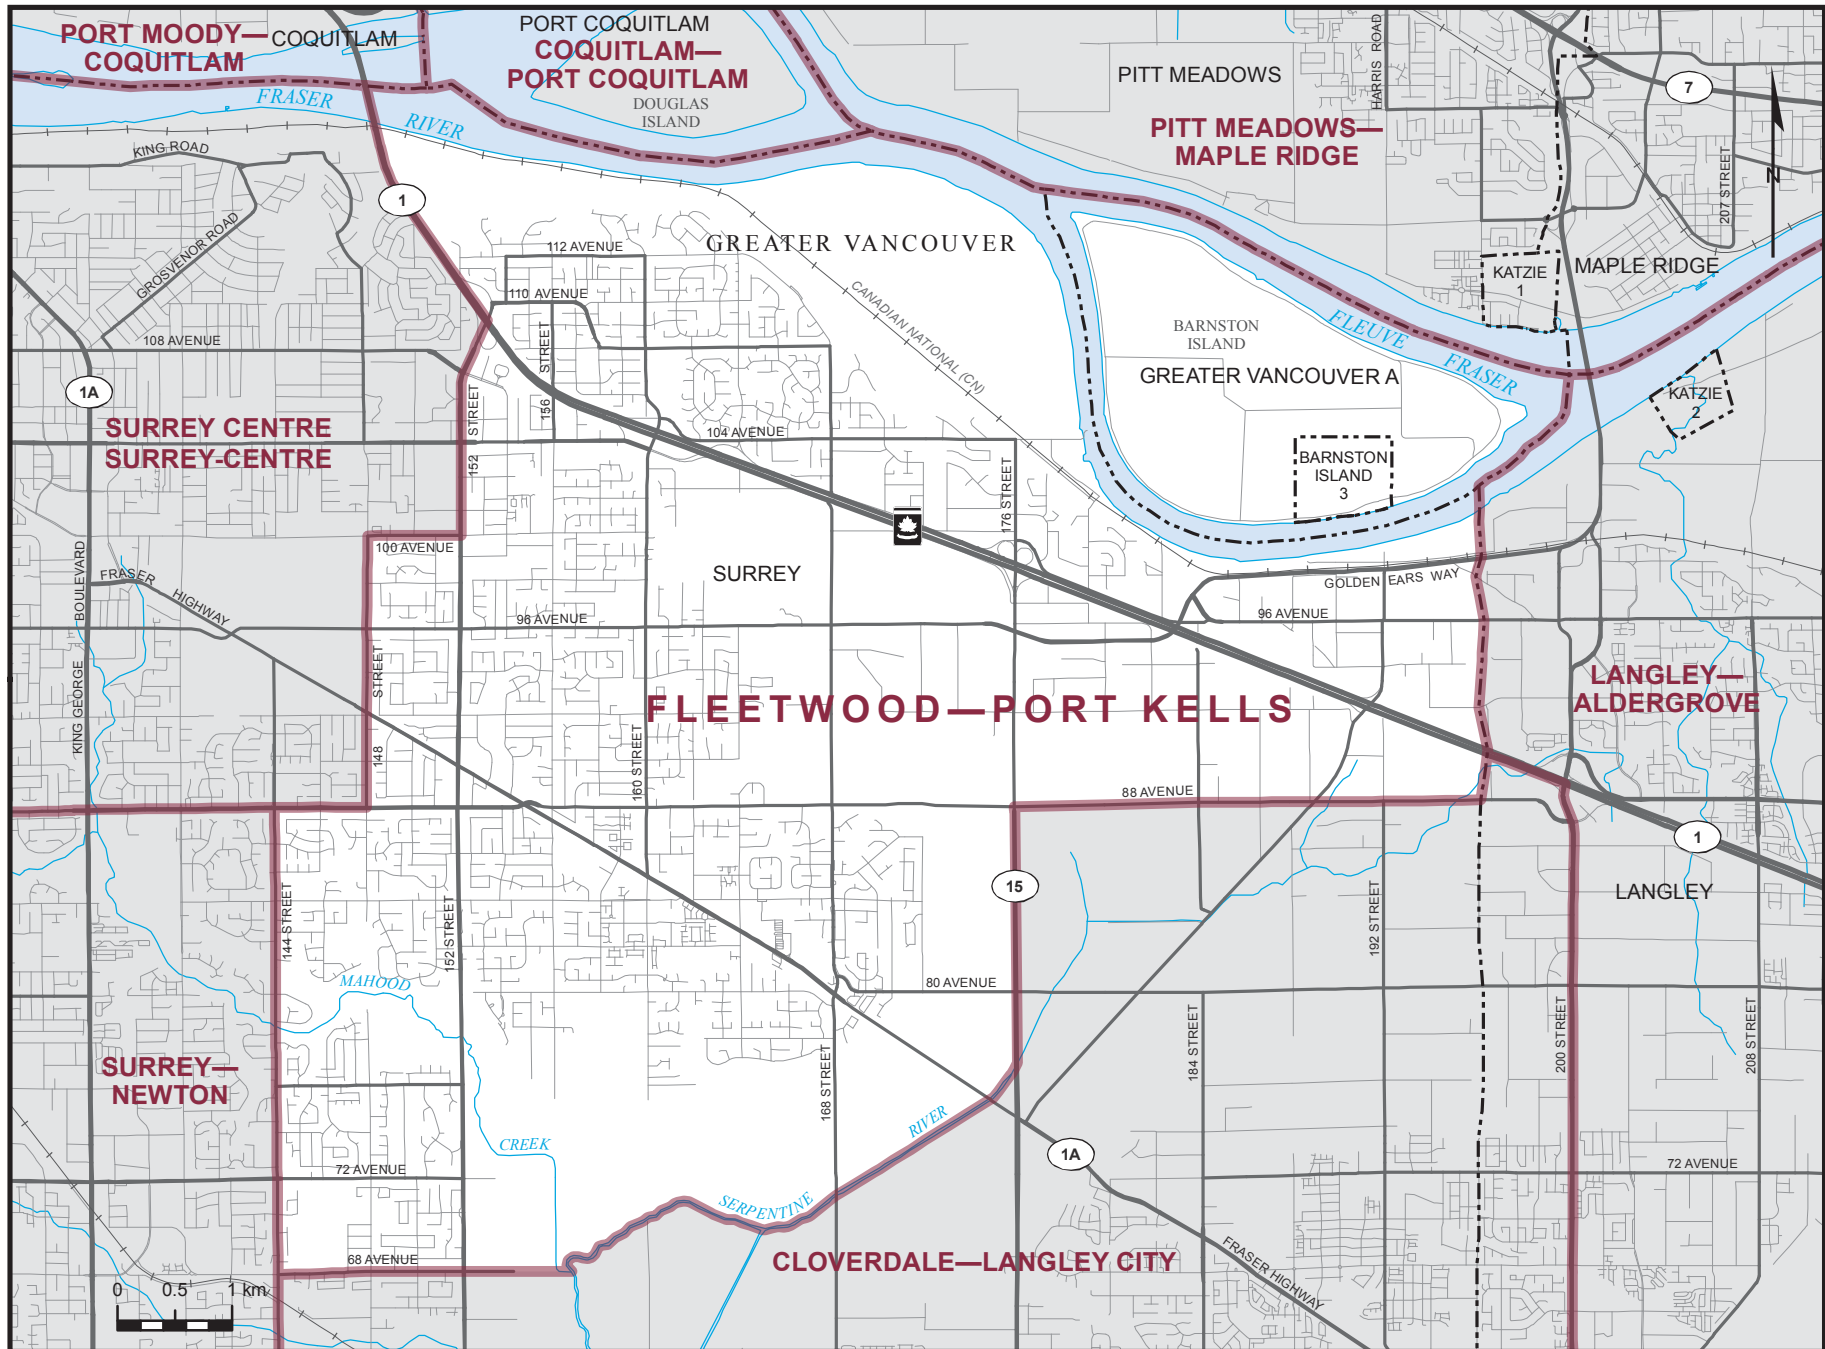 PORT MOODY—
COQUITLAM
COQUITLAM
PORT COQUITLAM
COQUITLAM—
PORT COQUITLAM
DOUGLAS
ISLAND
FRASER
RIVER
PITT MEADOWS
HARRIS ROAD
7
PITT MEADOWS—
MAPLE RIDGE
207 STREET
N
KING ROAD
1
GROSVENOR ROAD
112 AVENUE
GREATER VANCOUVER
110 AVENUE
CANADIAN NATIONAL (CN)
KATZIE
1
MAPLE RIDGE
BARNSTON
ISLAND
FLEUVE
FRASER
GREATER VANCOUVER A
KATZIE
2
108 AVENUE
1A
STREET
156
152 STREET
SURREY CENTRE
SURREY-CENTRE
104 AVENUE
BARNSTON
ISLAND
3
176 STREET
100 AVENUE
SURREY
GOLDEN EARS WAY
FRASER
HIGHWAY
BOULEVARD
KING GEORGE
96 AVENUE
96 AVENUE
STREET
148
LANGLEY—
ALDERGROVE
FLEETWOOD—PORT KELLS
160 STREET
88 AVENUE
1
15
LANGLEY
144 STREET
152 STREET
192 STREET
MAHOOD
80 AVENUE
184 STREET
200 STREET
208 STREET
SURREY—
NEWTON
168 STREET
RIVER
CREEK
1A
72 AVENUE
72 AVENUE
SERPENTINE
68 AVENUE
CLOVERDALE—LANGLEY CITY
FRASER HIGHWAY
0 0.5 1 km